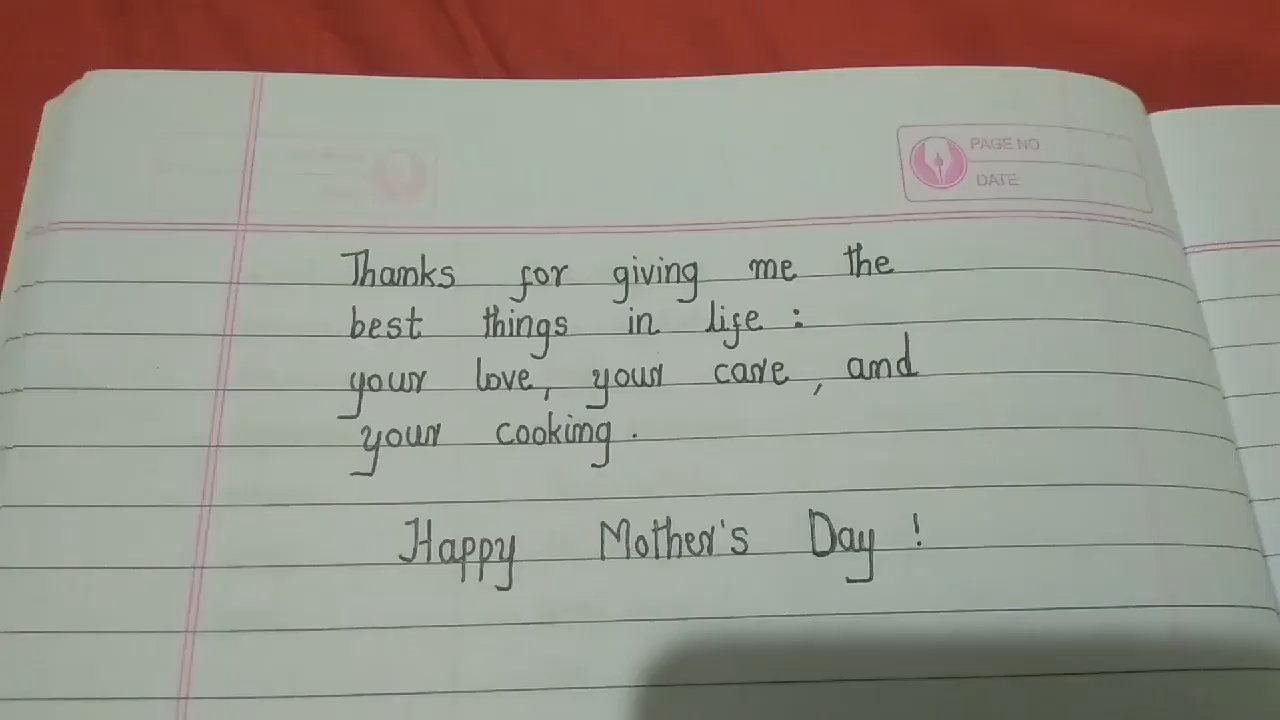 PAGE NO
DATE
Thanks for giving me the
best things in life :
your love, your care, and
your cooking.
Happy Mother's Day !